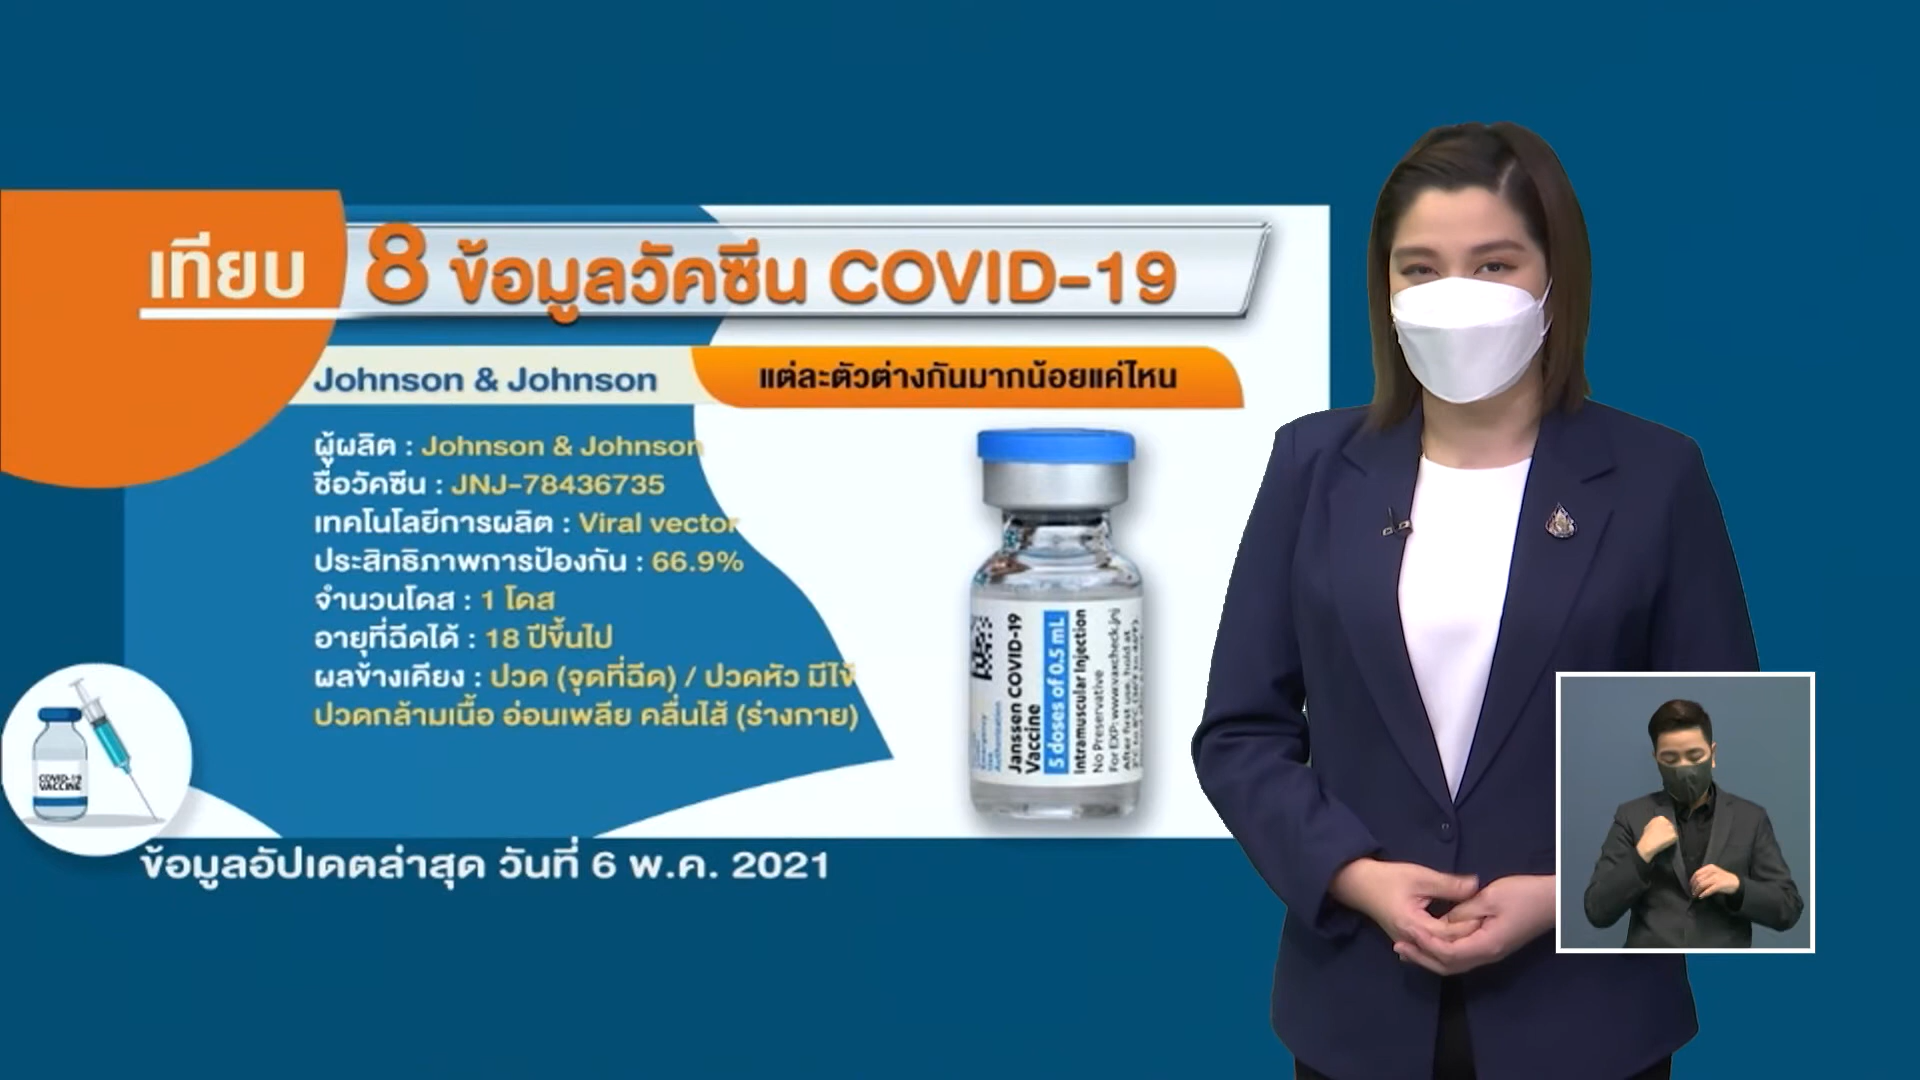 เทียบ 8 ข้อมูลวัคซีน COVID-19
Johnson & Johnson
แต่ละตัวต่างกันมากน้อยแค่ไหน
ผู้ผลิต : Johnson & Johnson
ชื่อวัคซีน : JNJ-78436735
เทคโนโลยีการผลิต : Viral vector
ประสิทธิภาพการป้องกัน : 66.9%
จำนวนโดส : 1 โดส
อายุที่ฉีดได้ : 18 ปีขึ้นไป
ผลข้างเคียง : ปวด (จุดที่ฉีด) / ปวดหัว มีไข้
ปวดกล้ามเนื้อ อ่อนเพลีย คลื่นไส้ (ร่างกาย)
Janssen COVID-19
Vaccine
5 doses of 0.5 mL
Intramuscular Injection
No Preservative
For EXP: www.vaxcheck.jnj
After first use, hold at
COVID-19
VACCINE
ข้อมูลอัปเดตล่าสุด วันที่ 6 พ.ค. 2021